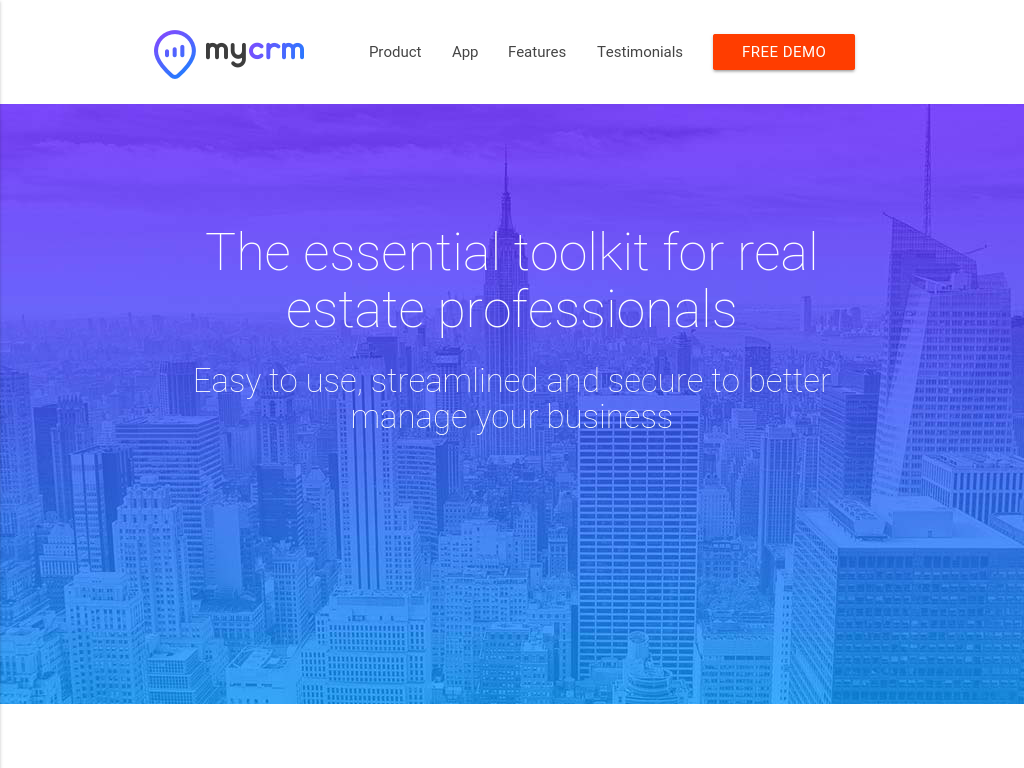 mycrm
Product
App
Features
Testimonials
FREE DEMO
The essential toolkit for real
estate professionals
Easy to use, streamlined and secure to better
manage your business